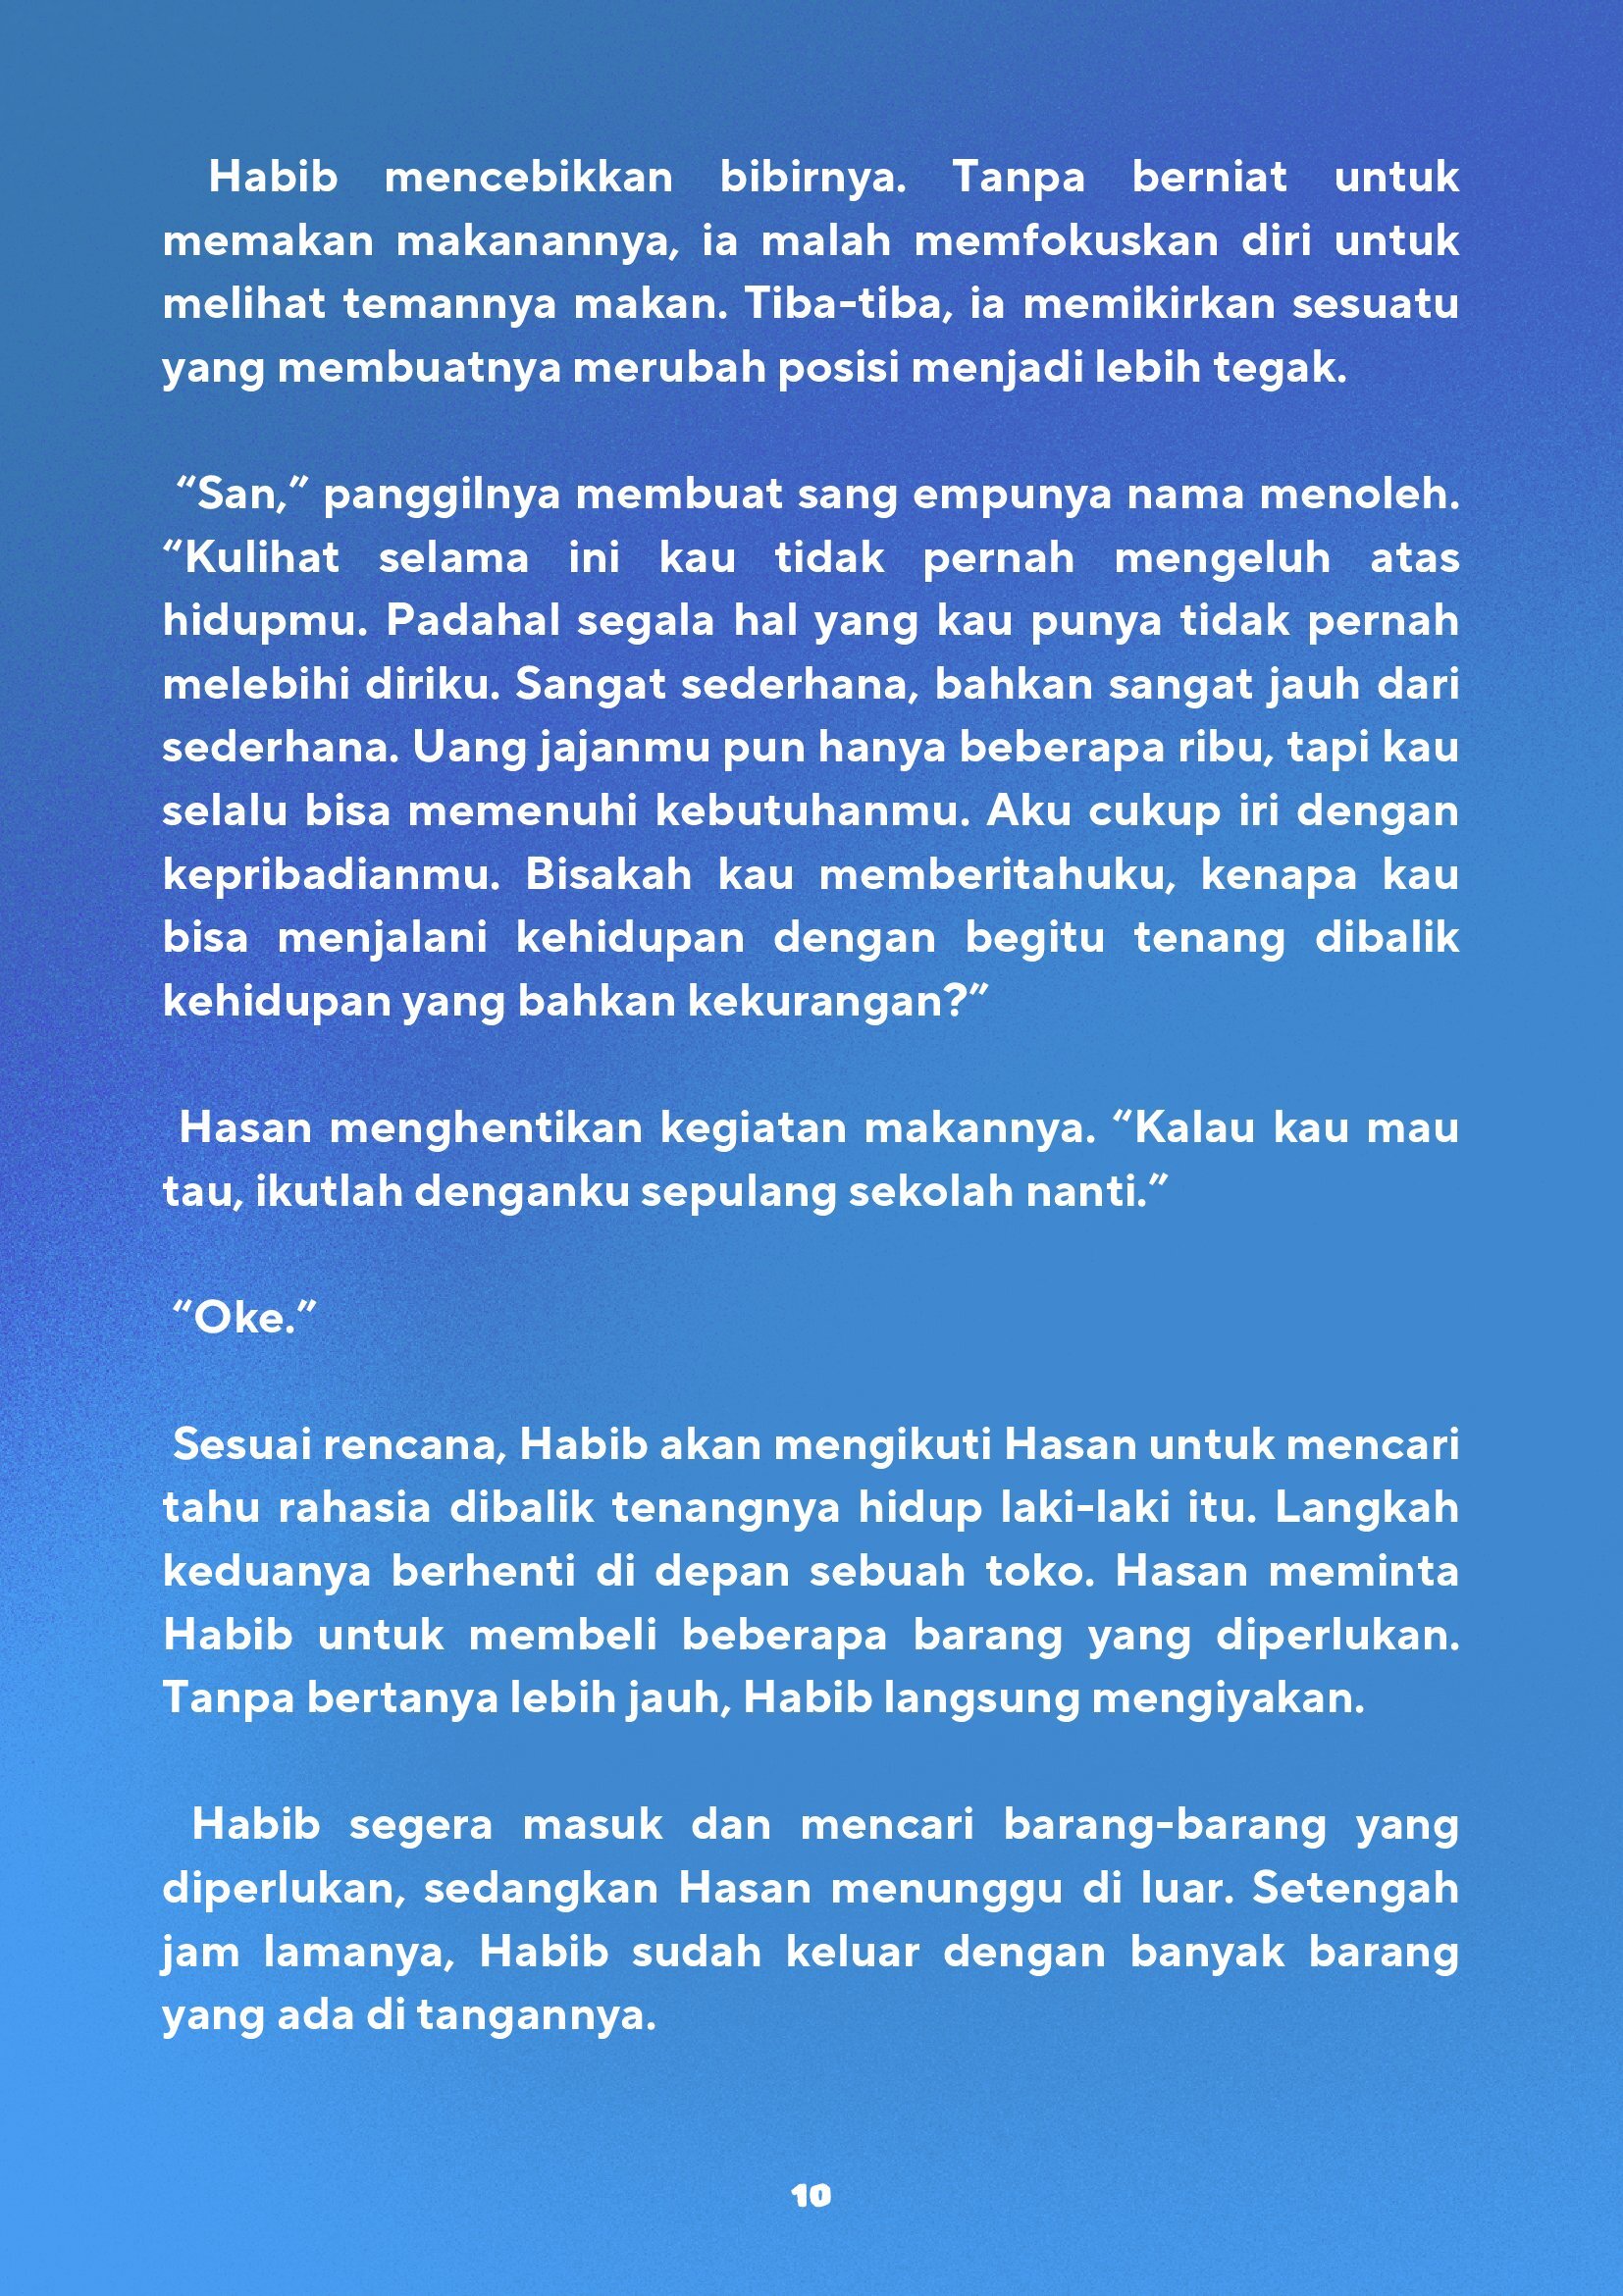 Habib mencebikkan bibirnya. Tanpa berniat untuk
memakan makanannya, ia malah memfokuskan diri untuk
melihat temannya makan. Tiba-tiba, ia memikirkan sesuatu
yang membuatnya merubah posisi menjadi lebih tegak.
“San,” panggilnya membuat sang empunya nama menoleh.
“Kulihat selama ini kau tidak pernah mengeluh atas
hidupmu. Padahal segala hal yang kau punya tidak pernah
melebihi diriku. Sangat sederhana, bahkan sangat jauh dari
sederhana. Uang jajanmu pun hanya beberapa ribu, tapi kau
selalu bisa memenuhi kebutuhanmu. Aku cukup iri dengan
kepribadianmu. Bisakah kau memberitahuku, kenapa kau
bisa menjalani kehidupan dengan begitu tenang dibalik
kehidupan yang bahkan kekurangan?”
Hasan menghentikan kegiatan makannya. “Kalau kau mau
tau, ikutlah denganku sepulang sekolah nanti.”
“Oke.”
Sesuai rencana, Habib akan mengikuti Hasan untuk mencari
tahu rahasia dibalik tenangnya hidup laki-laki itu. Langkah
keduanya berhenti di depan sebuah toko. Hasan meminta
Habib untuk membeli beberapa barang yang diperlukan.
Tanpa bertanya lebih jauh, Habib langsung mengiyakan.
Habib segera masuk dan mencari barang-barang yang
diperlukan, sedangkan Hasan menunggu di luar. Setengah
jam lamanya, Habib sudah keluar dengan banyak barang
yang ada di tangannya.
10